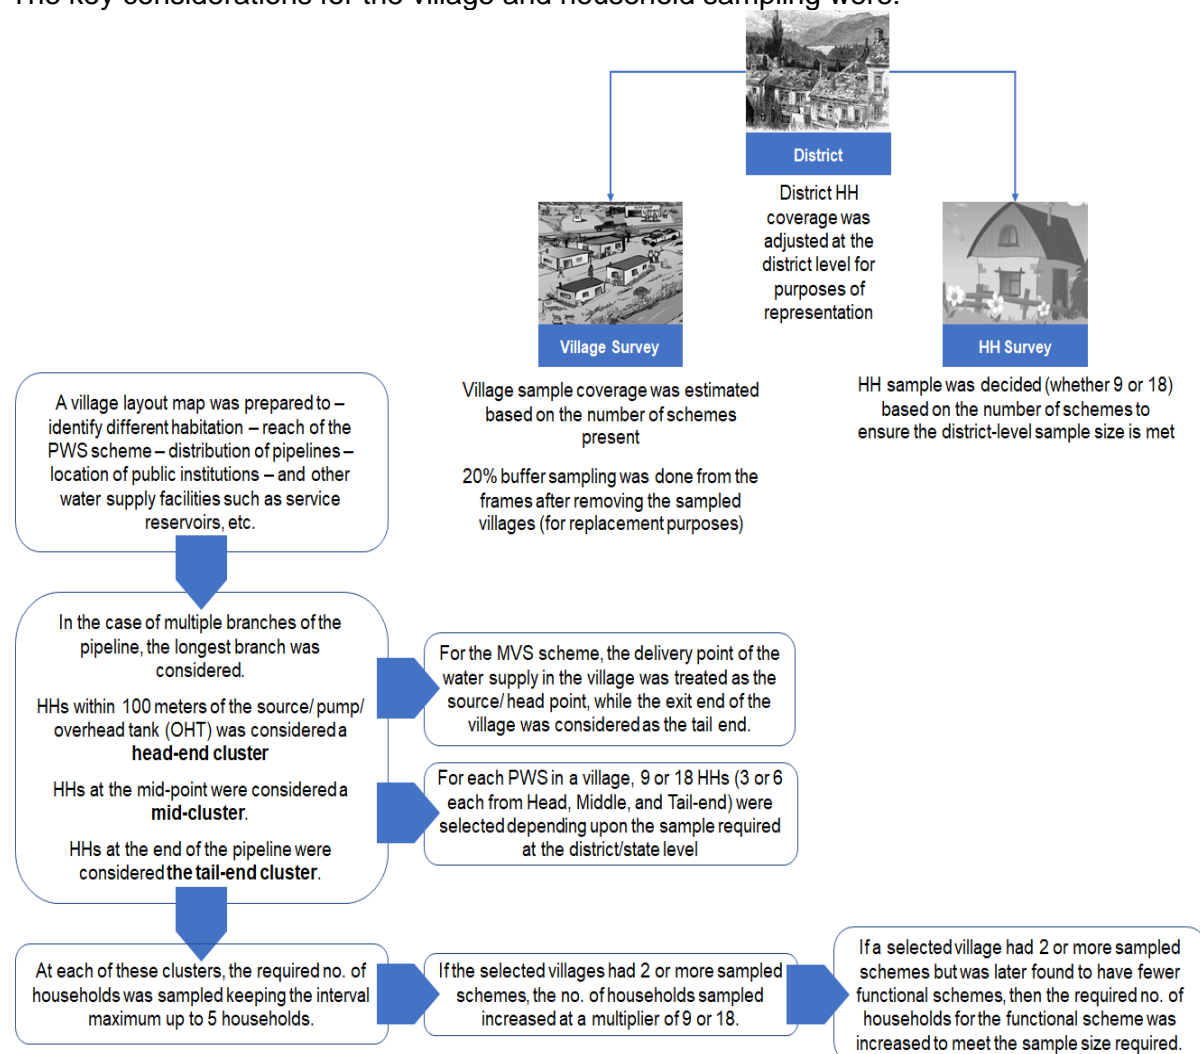 The key considerations for the village and household sampling were:
District
District HH
coverage was
adjusted at the
district level for
purposes of
representation
Village Survey
Village sample coverage was estimated
based on the number of schemes
present
20% buffer sampling was done from the
frames after removing the sampled
villages (for replacement purposes)
HH Survey
HH sample was decided (whether 9 or 18)
based on the number of schemes to
ensure the district-level sample size is met
A village layout map was prepared to –
identify different habitation – reach of the
PWS scheme – distribution of pipelines –
location of public institutions – and other
water supply facilities such as service
reservoirs, etc.
In the case of multiple branches of the
pipeline, the longest branch was
considered.
HHs within 100 meters of the source/ pump/
overhead tank (OHT) was considered a
head-end cluster
HHs at the mid-point were considered a
mid-cluster.
HHs at the end of the pipeline were
considered the tail-end cluster.
For the MVS scheme, the delivery point of the
water supply in the village was treated as the
source/ head point, while the exit end of the
village was considered as the tail end.
For each PWS in a village, 9 or 18 HHs (3 or 6
each from Head, Middle, and Tail-end) were
selected depending upon the sample required
at the district/state level
At each of these clusters, the required no. of
households was sampled keeping the interval
maximum up to 5 households.
If the selected villages had 2 or more sampled
schemes, the no. of households sampled
increased at a multiplier of 9 or 18.
If a selected village had 2 or more sampled
schemes but was later found to have fewer
functional schemes, then the required no. of
households for the functional scheme was
increased to meet the sample size required.